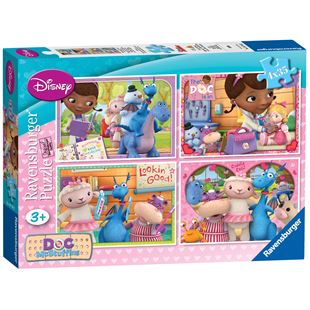 Disney
Ravensburger
Puzzle
3+
DOC
McStuffins
4x35
DOC
Lookin'
Good!
Ravensburger